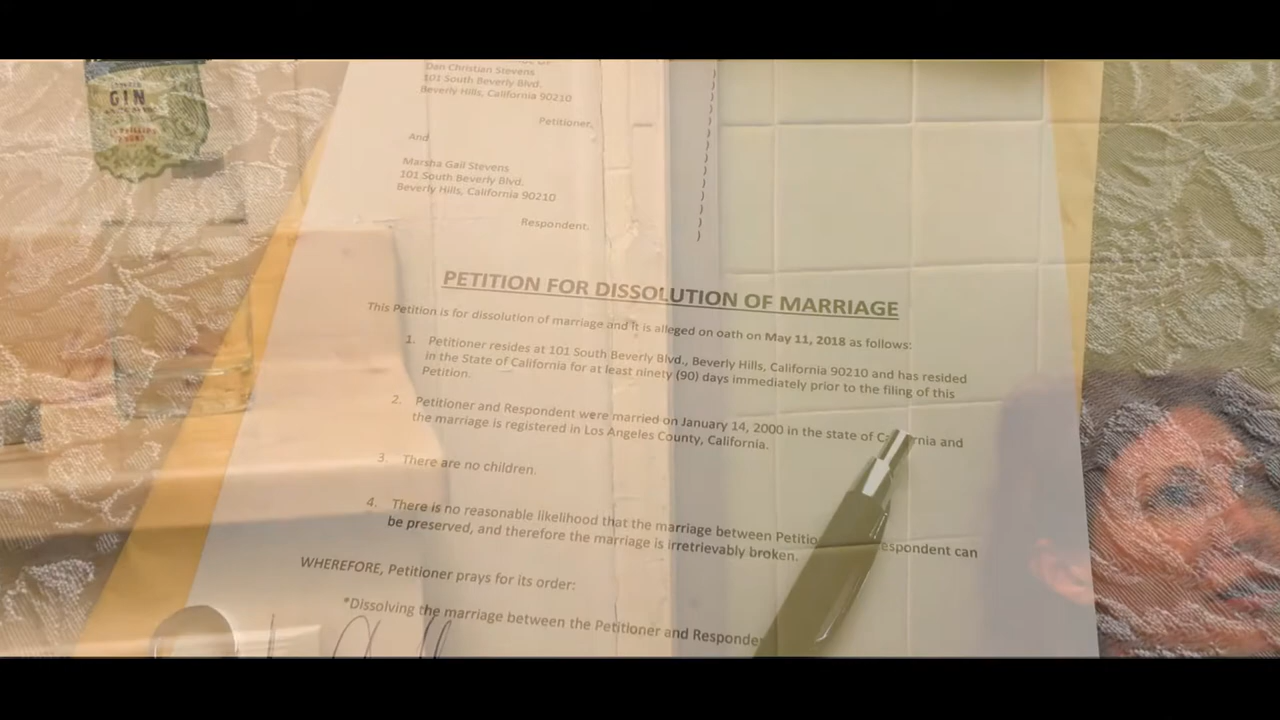 GIN
Dan Christian Stevens
101 South Beverly Blvd.
Beverly Hills, California 90210
Petitioner,
And
Marsha Gail Stevens
101 South Beverly Blvd.
Beverly Hills, California 90210
Respondent.
PETITION FOR DISSOLUTION OF MARRIAGE
This Petition is for dissolution of marriage and it is alleged on oath on May 11, 2018 as follows:
1. Petitioner resides at 101 South Beverly Blvd., Beverly Hills, California 90210 and has resided
in the State of California for at least ninety (90) days immediately prior to the filing of this
Petition.
2. Petitioner and Respondent were married on January 14, 2000 in the state of C rnia and
the marriage is registered in Los Angeles County, California.
3. There are no children.
4. There is no reasonable likelihood that the marriage between Petitio espondent can
be preserved, and therefore the marriage is irretrievably broken.
WHEREFORE, Petitioner prays for its order:
*Dissolving the marriage between the Petitioner and Responde